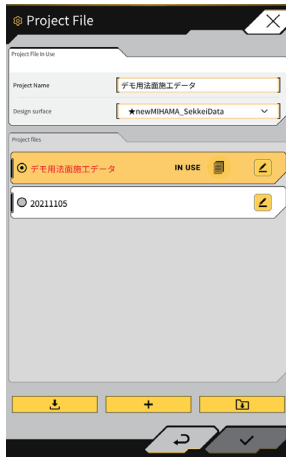 Project File
Project File In Use
Project Name
デモ用法面施工データ
Design surface
★newMIHAMA_SekkeiData
Project files
デモ用法面施工データ IN USE
20211105